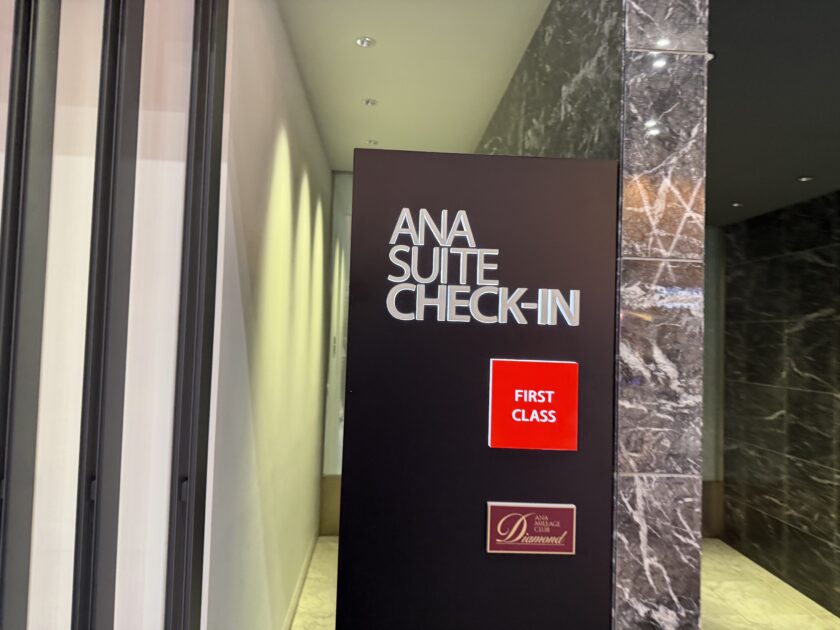 ANA
SUITE
CHECK-IN
FIRST
CLASS
ANA
MILEAGE
CLUB
Diamond